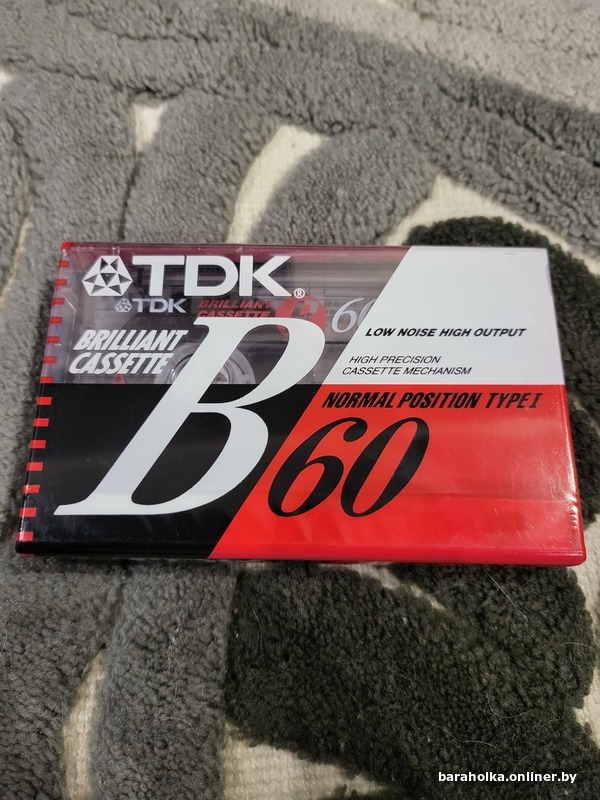 TDK®
TDK
BRILLIANT
CASSETTE
B 60
BRILLIANT
CASSETTE
LOW NOISE HIGH OUTPUT
HIGH PRECISION
CASSETTE MECHANISM
NORMAL POSITION TYPE I
B 60
baraholka.onliner.by